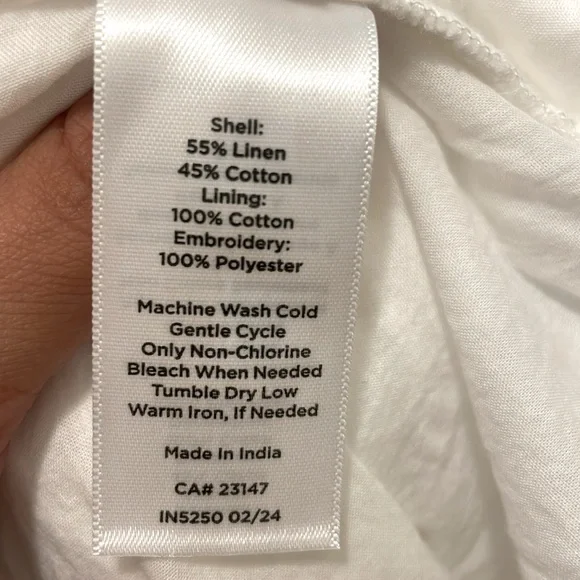 Shell:
55% Linen
45% Cotton
Lining:
100% Cotton
Embroidery:
100% Polyester
Machine Wash Cold
Gentle Cycle
Only Non-Chlorine
Bleach When Needed
Tumble Dry Low
Warm Iron, If Needed
Made In India
CA# 23147
IN5250 02/24